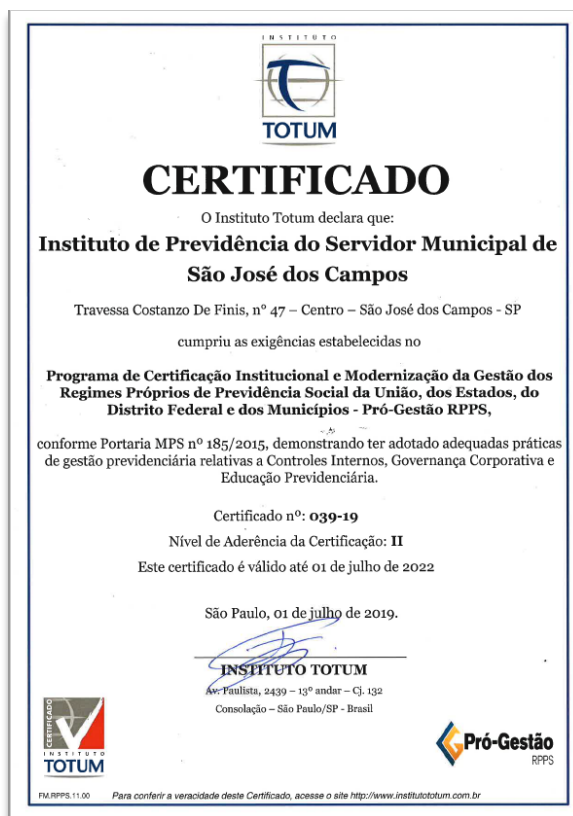 INSTITUTO
TOTUM
CERTIFICADO
O Instituto Totum declara que:
Instituto de Previdência do Servidor Municipal de
São José dos Campos
Travessa Costanzo De Finis, nº 47 – Centro – São José dos Campos - SP
cumpriu as exigências estabelecidas no
Programa de Certificação Institucional e Modernização da Gestão dos
Regimes Próprios de Previdência Social da União, dos Estados, do
Distrito Federal e dos Municípios - Pró-Gestão RPPS,
conforme Portaria MPS nº 185/2015, demonstrando ter adotado adequadas práticas
de gestão previdenciária relativas a Controles Internos, Governança Corporativa e
Educação Previdenciária.
Certificado nº: 039-19
Nível de Aderência da Certificação: II
Este certificado é válido até 01 de julho de 2022
São Paulo, 01 de julho de 2019.
INSTITUTO TOTUM
Av. Paulista, 2439 – 13º andar – Cj. 132
Consolação – São Paulo/SP - Brasil
CERTIFICADO
INSTITUTO
TOTUM
Pró-Gestão
RPPS
FM.RPPS.11.00 Para conferir a veracidade deste Certificado, acesse o site http://www.institutototum.com.br